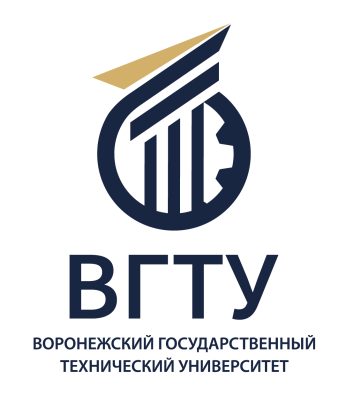 ВГТУ
ВОРОНЕЖСКИЙ ГОСУДАРСТВЕННЫЙ
ТЕХНИЧЕСКИЙ УНИВЕРСИТЕТ